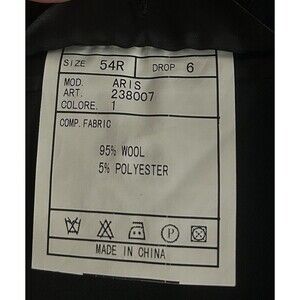 SIZE 54R DROP 6
MOD. ARIS
ART. 238007
COLORE. 1
COMP. FABRIC
95% WOOL
5% POLYESTER
P
MADE IN CHINA